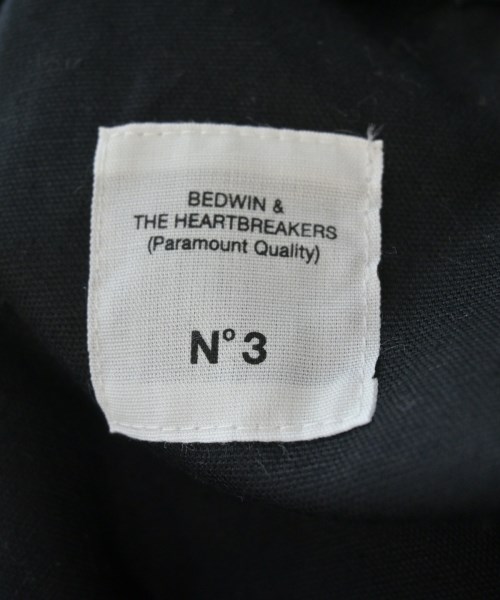 BEDWIN &
THE HEARTBREAKERS
(Paramount Quality)
N° 3